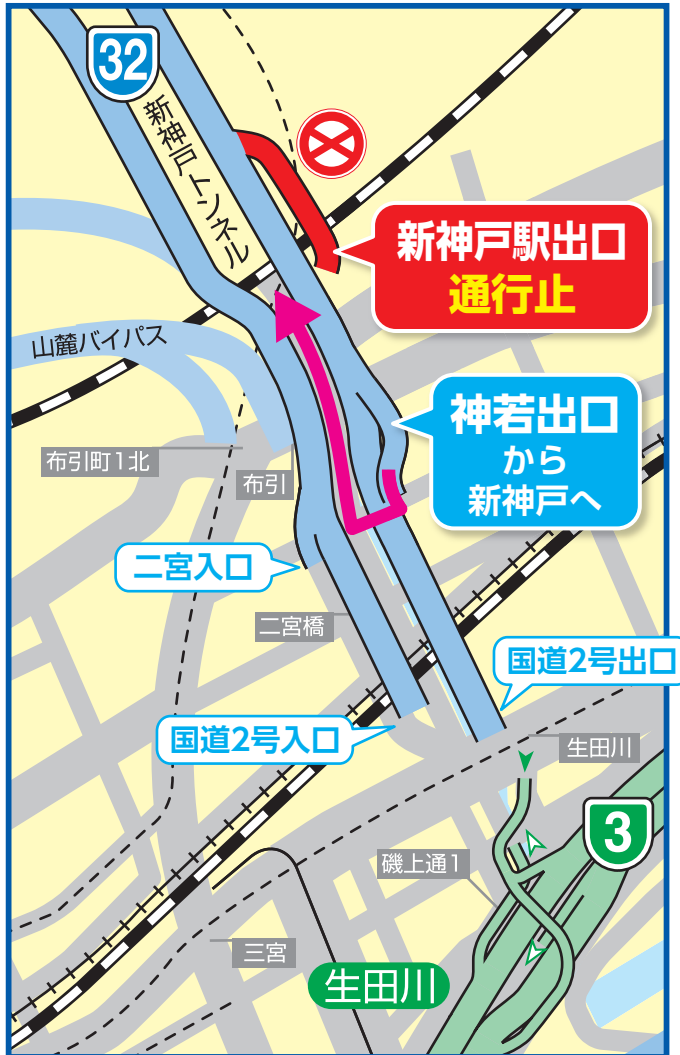 32
新神戸トンネル
新神戸駅出口
通行止
山麓バイパス
神若出口
から
新神戸へ
布引町1北
布引
二宮入口
二宮橋
国道2号出口
国道2号入口
生田川
3
磯上通1
三宮
生田川